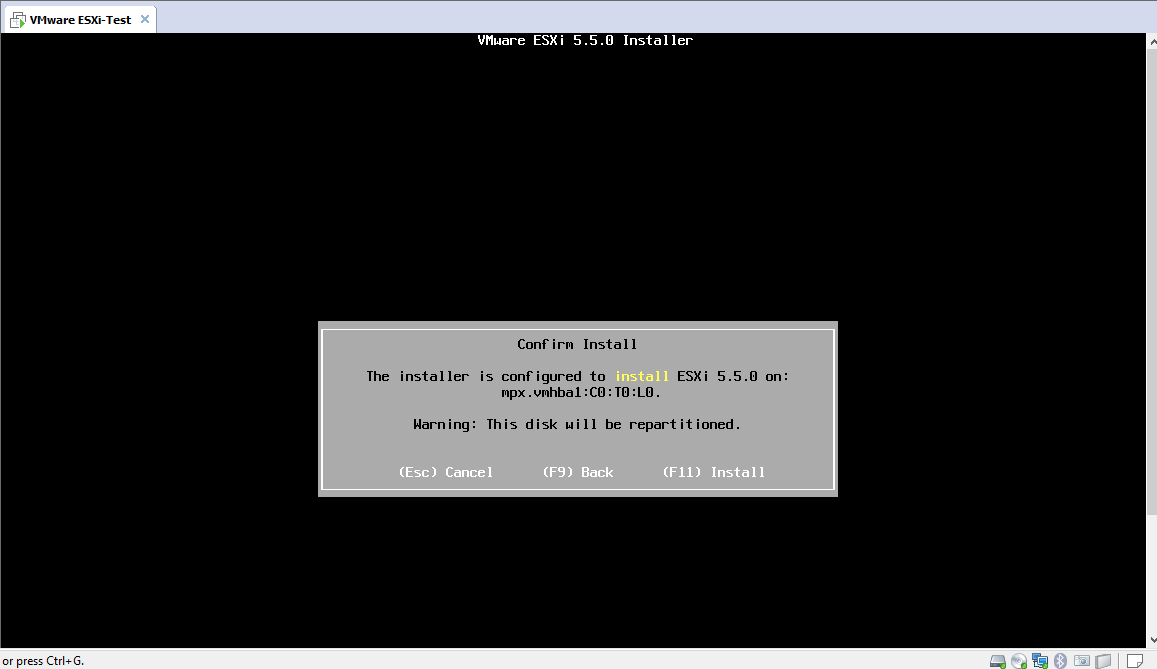 VMware ESXi-Test
VMware ESXi 5.5.0 Installer
Confirm Install
The installer is configured to install ESXi 5.5.0 on:
mpx.vmhba1:C0:T0:L0.
Warning: This disk will be repartitioned.
(Esc) Cancel (F9) Back (F11) Install
or press Ctrl+G.